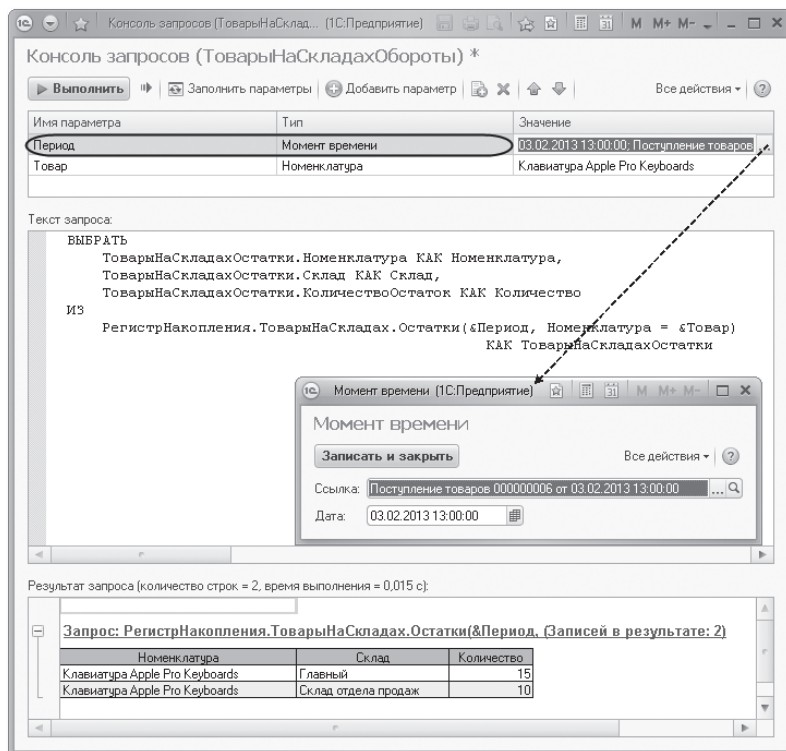 Консоль запросов (ТоварыНаСклад... (1С:Предприятие) 31 M M+ M-
Консоль запросов (ТоварыНаСкладахОбороты) *
Выполнить Заполнить параметры Добавить параметр Все действия ?
Имя параметра Тип Значение
Период Момент времени 03.02.2013 13:00:00; Поступление товаров ...
Товар Номенклатура Клавиатура Apple Pro Keyboards
Текст запроса:
ВЫБРАТЬ
ТоварыНаСкладахОстатки.Номенклатура КАК Номенклатура,
ТоварыНаСкладахОстатки.Склад КАК Склад,
ТоварыНаСкладахОстатки.КоличествоОстаток КАК Количество
ИЗ
РегистрНакопления.ТоварыНаСкладах.Остатки(&Период, Номенклатура = &Товар)
КАК ТоварыНаСкладахОстатки
1С Момент времени (1С:Предприятие) 31 M M+ M-
Момент времени
Записать и закрыть Все действия ?
Ссылка: Поступление товаров 000000006 от 03.02.2013 13:00:00 ...
Дата: 03.02.2013 13:00:00
Результат запроса (количество строк = 2, время выполнения = 0,015 с):
Запрос: РегистрНакопления.ТоварыНаСкладах.Остатки(&Период, (Записей в результате: 2)
Номенклатура Склад Количество
Клавиатура Apple Pro Keyboards Главный 15
Клавиатура Apple Pro Keyboards Склад отдела продаж 10